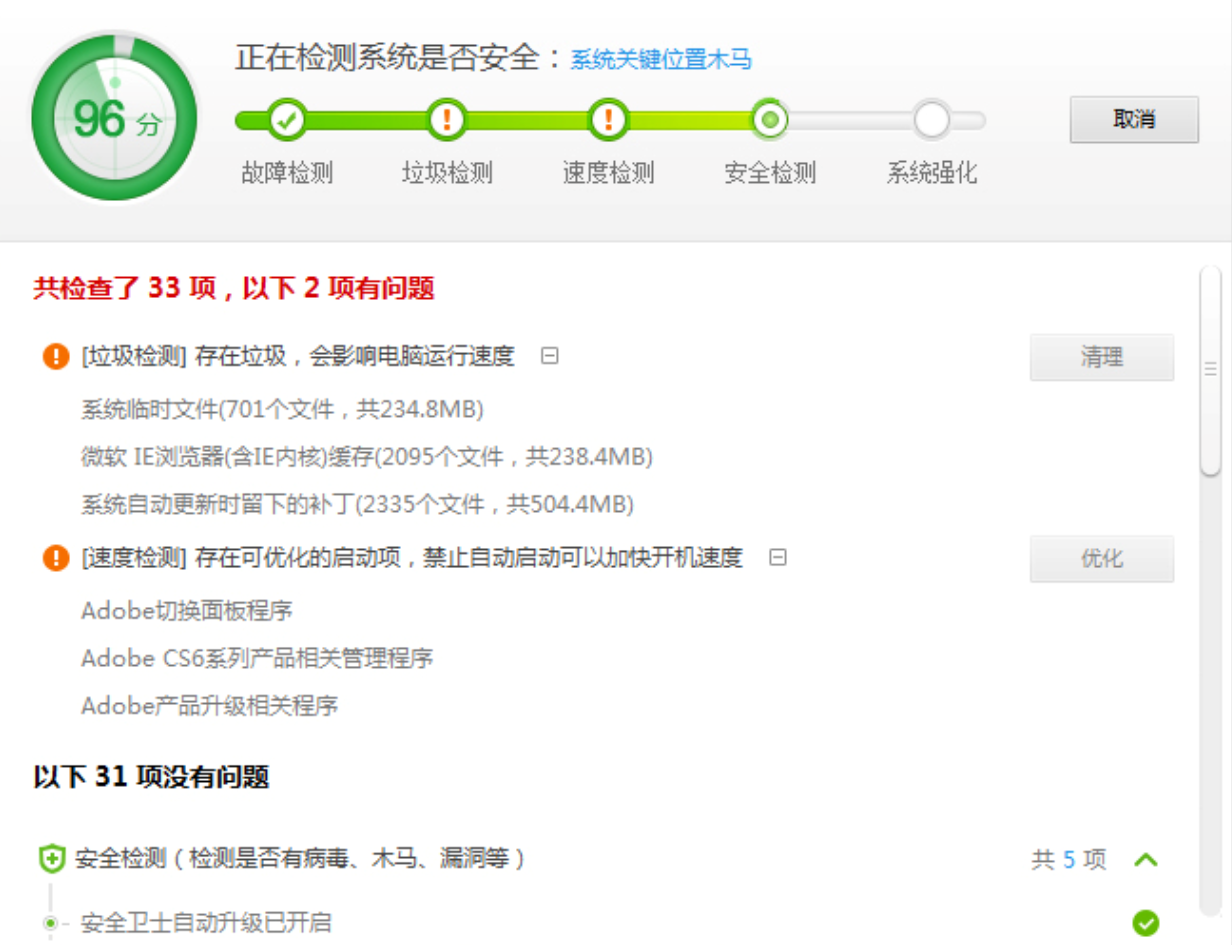 96 分
正在检测系统是否安全：系统关键位置木马
取消
故障检测 垃圾检测 速度检测 安全检测 系统强化
共检查了 33 项，以下 2 项有问题
[垃圾检测] 存在垃圾，会影响电脑运行速度
清理
系统临时文件(701个文件，共234.8MB)
微软 IE浏览器(含IE内核)缓存(2095个文件，共238.4MB)
系统自动更新时留下的补丁(2335个文件，共504.4MB)
[速度检测] 存在可优化的启动项，禁止自动启动可以加快开机速度
优化
Adobe切换面板程序
Adobe CS6系列产品相关管理程序
Adobe产品升级相关程序
以下 31 项没有问题
安全检测（检测是否有病毒、木马、漏洞等）
共 5 项
安全卫士自动升级已开启